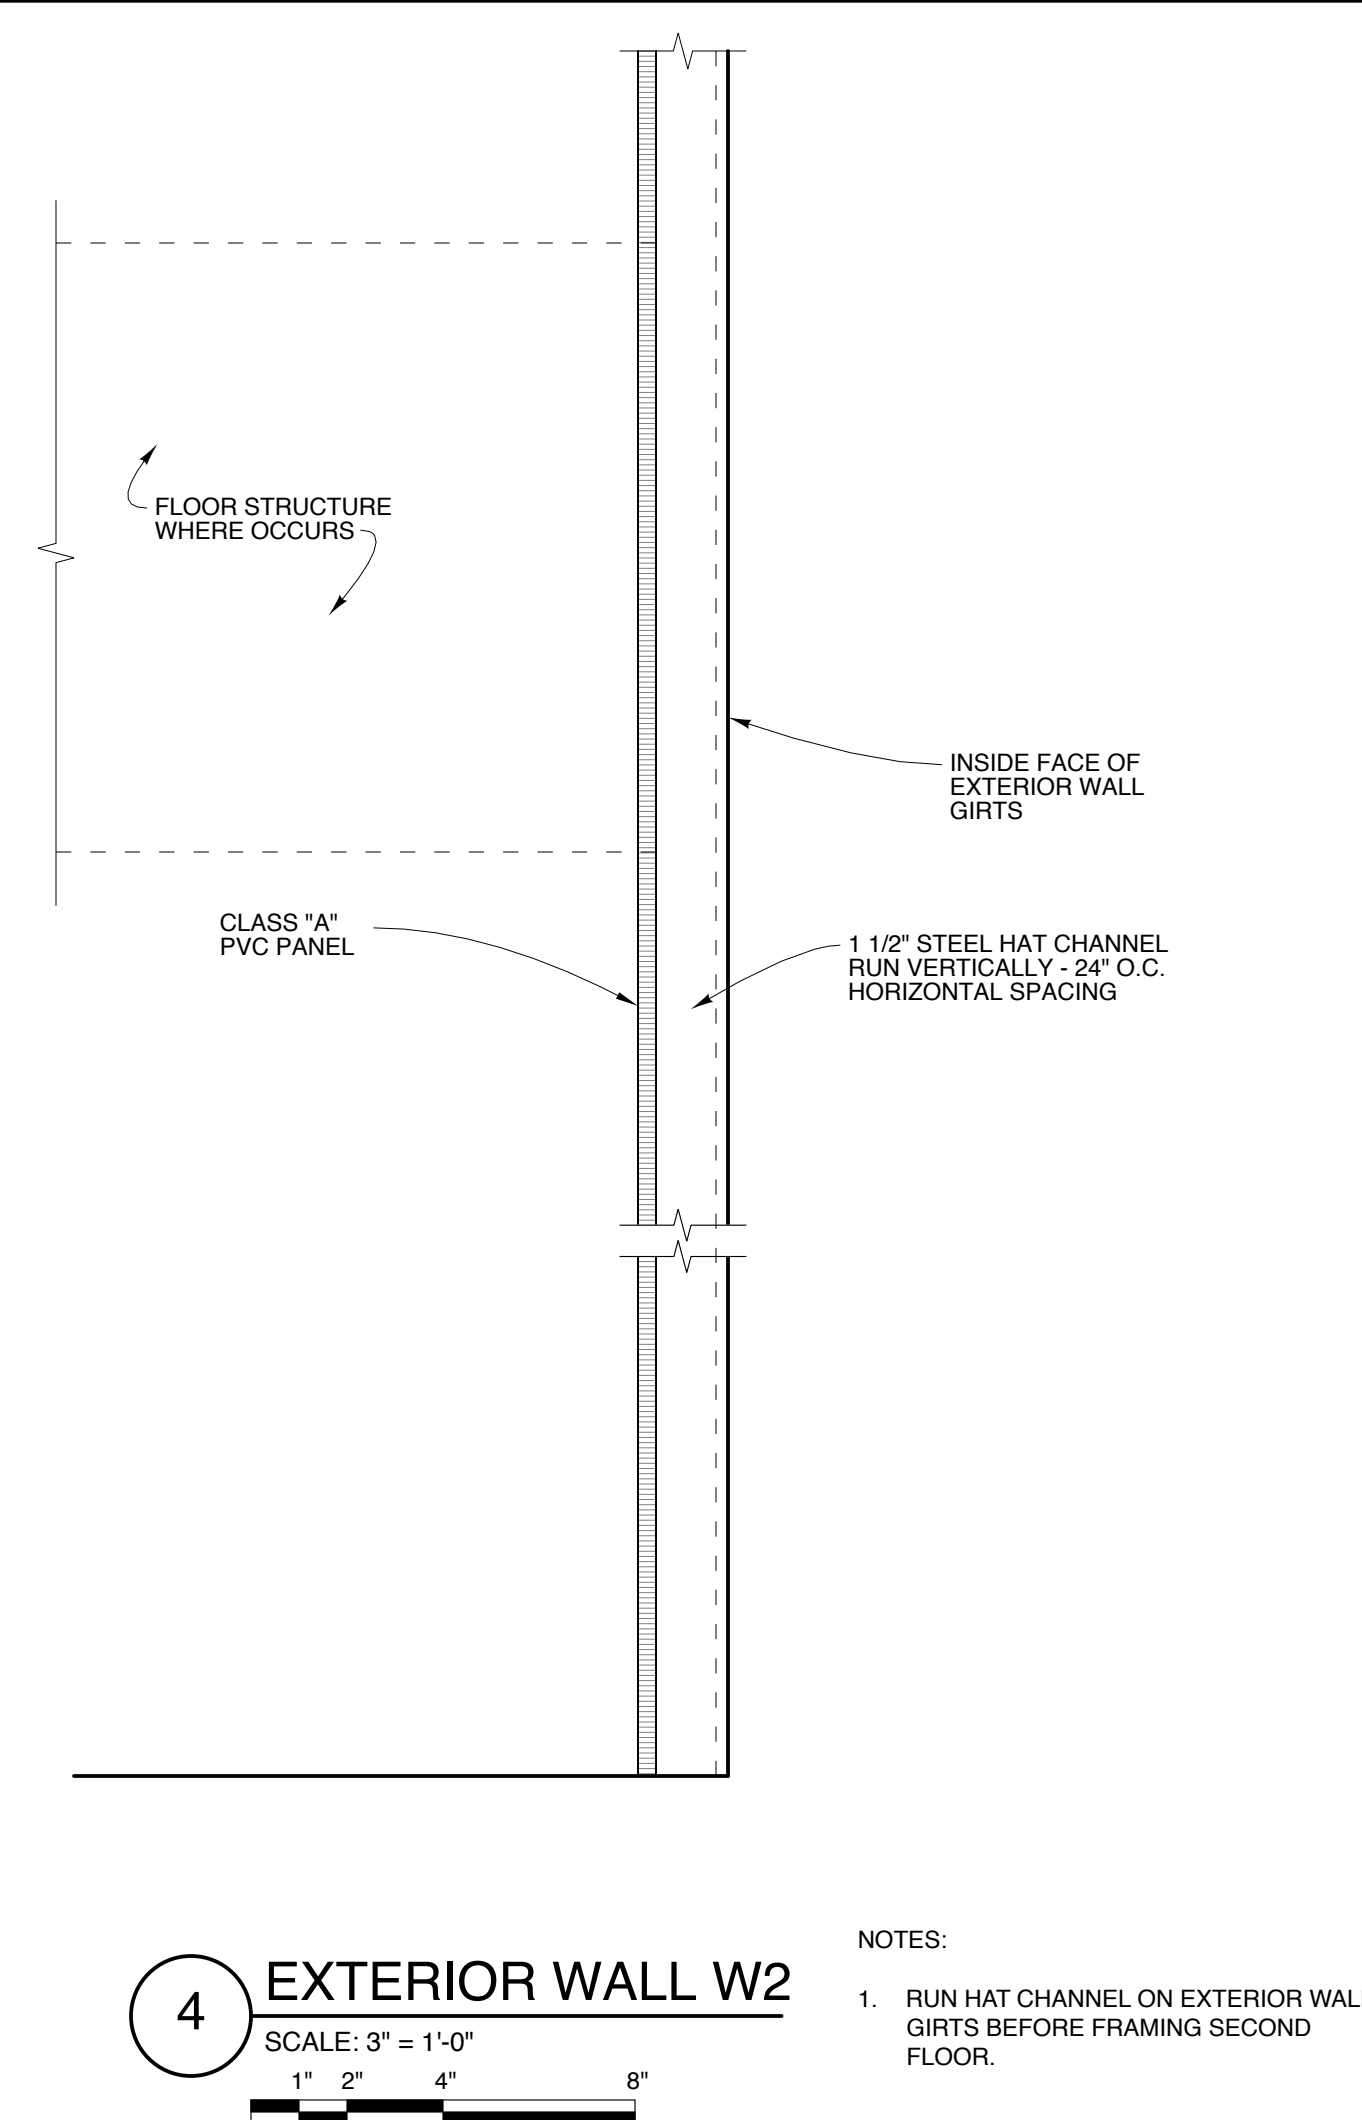 FLOOR STRUCTURE
WHERE OCCURS
INSIDE FACE OF
EXTERIOR WALL
GIRTS
CLASS "A"
PVC PANEL
1 1/2" STEEL HAT CHANNEL
RUN VERTICALLY - 24" O.C.
HORIZONTAL SPACING
4
EXTERIOR WALL W2
SCALE: 3" = 1'-0"
1" 2" 4" 8"
NOTES:
1. RUN HAT CHANNEL ON EXTERIOR WALL
GIRTS BEFORE FRAMING SECOND
FLOOR.